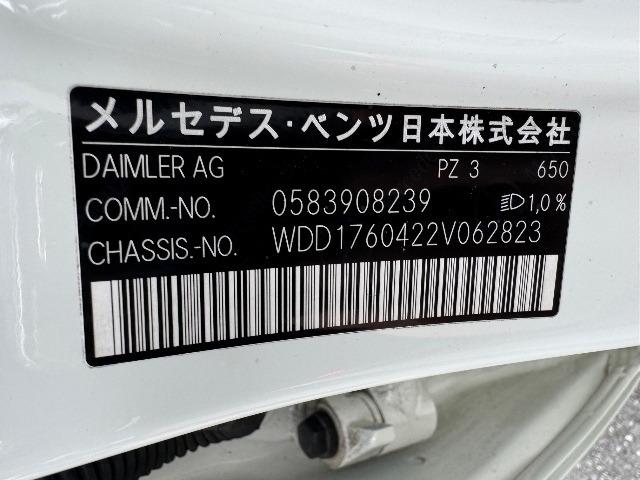 メルセデス・ベンツ日本株式会社
DAIMLER AG PZ 3 650
COMM.-NO. 0583908239 1,0 %
CHASSIS.-NO. WDD1760422V062823